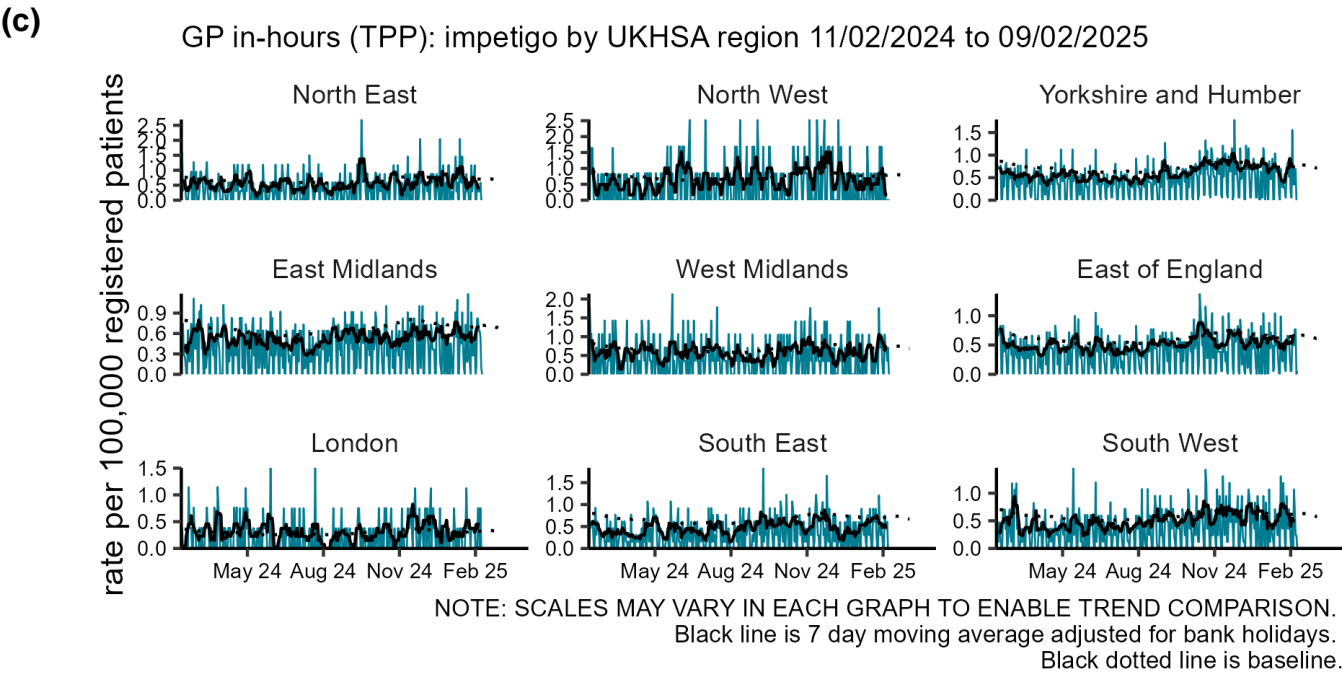 (c)
GP in-hours (TPP): impetigo by UKHSA region 11/02/2024 to 09/02/2025
rate per 100,000 registered patients
North East
2.5
2.0
1.5
1.0
0.5
0.0
North West
2.5
2.0
1.5
1.0
0.5
0.0
Yorkshire and Humber
1.5
1.0
0.5
0.0
East Midlands
0.9
0.6
0.3
0.0
West Midlands
2.0
1.5
1.0
0.5
0.0
East of England
1.0
0.5
0.0
London
1.5
1.0
0.5
0.0
South East
1.5
1.0
0.5
0.0
South West
1.0
0.5
0.0
May 24 Aug 24 Nov 24 Feb 25
May 24 Aug 24 Nov 24 Feb 25
May 24 Aug 24 Nov 24 Feb 25
NOTE: SCALES MAY VARY IN EACH GRAPH TO ENABLE TREND COMPARISON.
Black line is 7 day moving average adjusted for bank holidays.
Black dotted line is baseline.